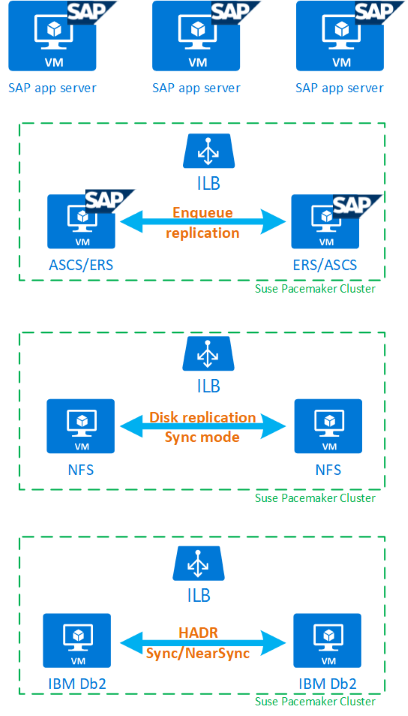 SAP SAP SAP
VM VM VM
SAP app server SAP app server SAP app server
ILB
SAP SAP
Enqueue
replication
VM VM
ASCS/ERS ERS/ASCS
Suse Pacemaker Cluster
ILB
Disk replication
Sync mode
VM VM
NFS NFS
Suse Pacemaker Cluster
ILB
HADR
Sync/NearSync
VM VM
IBM Db2 IBM Db2
Suse Pacemaker Cluster